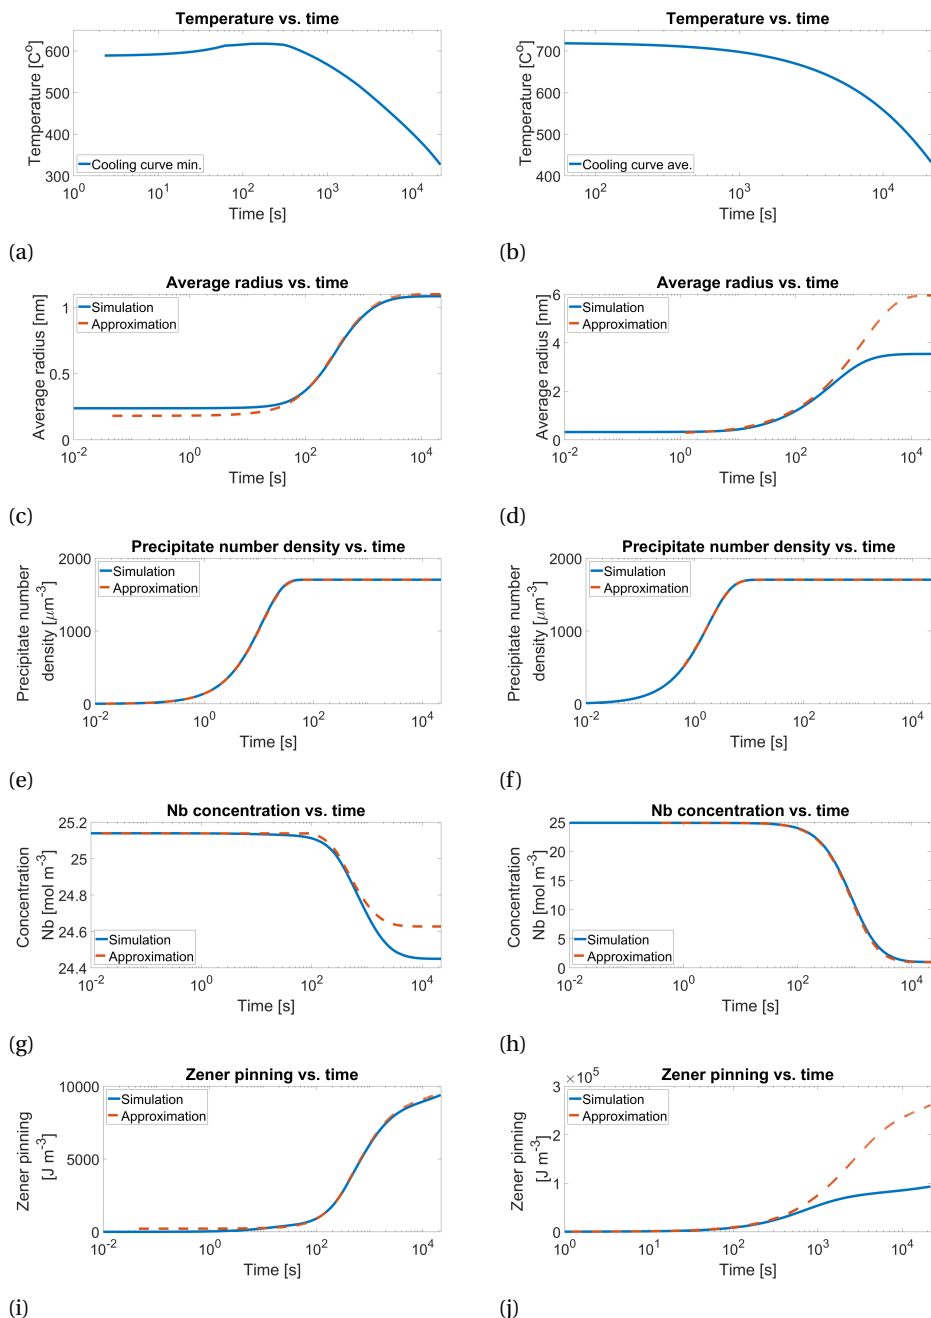 Temperature vs. time
Temperature [C°]
600
500
400
300
10^0 10^1 10^2 10^3 10^4
Cooling curve min.
Time [s]
(a)
Temperature vs. time
Temperature [C°]
700
600
500
400
10^2 10^3 10^4
Cooling curve ave.
Time [s]
(b)
Average radius vs. time
Average radius [nm]
1
0.5
0
10^-2 10^0 10^2 10^4
Simulation
Approximation
Time [s]
(c)
Average radius vs. time
Average radius [nm]
6
4
2
0
10^-2 10^0 10^2 10^4
Simulation
Approximation
Time [s]
(d)
Precipitate number density vs. time
Precipitate number
density [μm^-3]
2000
1000
0
10^-2 10^0 10^2 10^4
Simulation
Approximation
Time [s]
(e)
Precipitate number density vs. time
Precipitate number
density [μm^-3]
2000
1000
0
10^-2 10^0 10^2 10^4
Simulation
Approximation
Time [s]
(f)
Nb concentration vs. time
Concentration
Nb [mol m^-3]
25.2
25
24.8
24.6
24.4
10^-2 10^0 10^2 10^4
Simulation
Approximation
Time [s]
(g)
Nb concentration vs. time
Concentration
Nb [mol m^-3]
25
20
15
10
5
0
10^-2 10^0 10^2 10^4
Simulation
Approximation
Time [s]
(h)
Zener pinning vs. time
Zener pinning
[J m^-3]
10000
5000
0
10^-2 10^0 10^2 10^4
Simulation
Approximation
Time [s]
(i)
Zener pinning vs. time
Zener pinning
[J m^-3]
×10^5
3
2
1
0
10^0 10^1 10^2 10^3 10^4
Simulation
Approximation
Time [s]
(j)